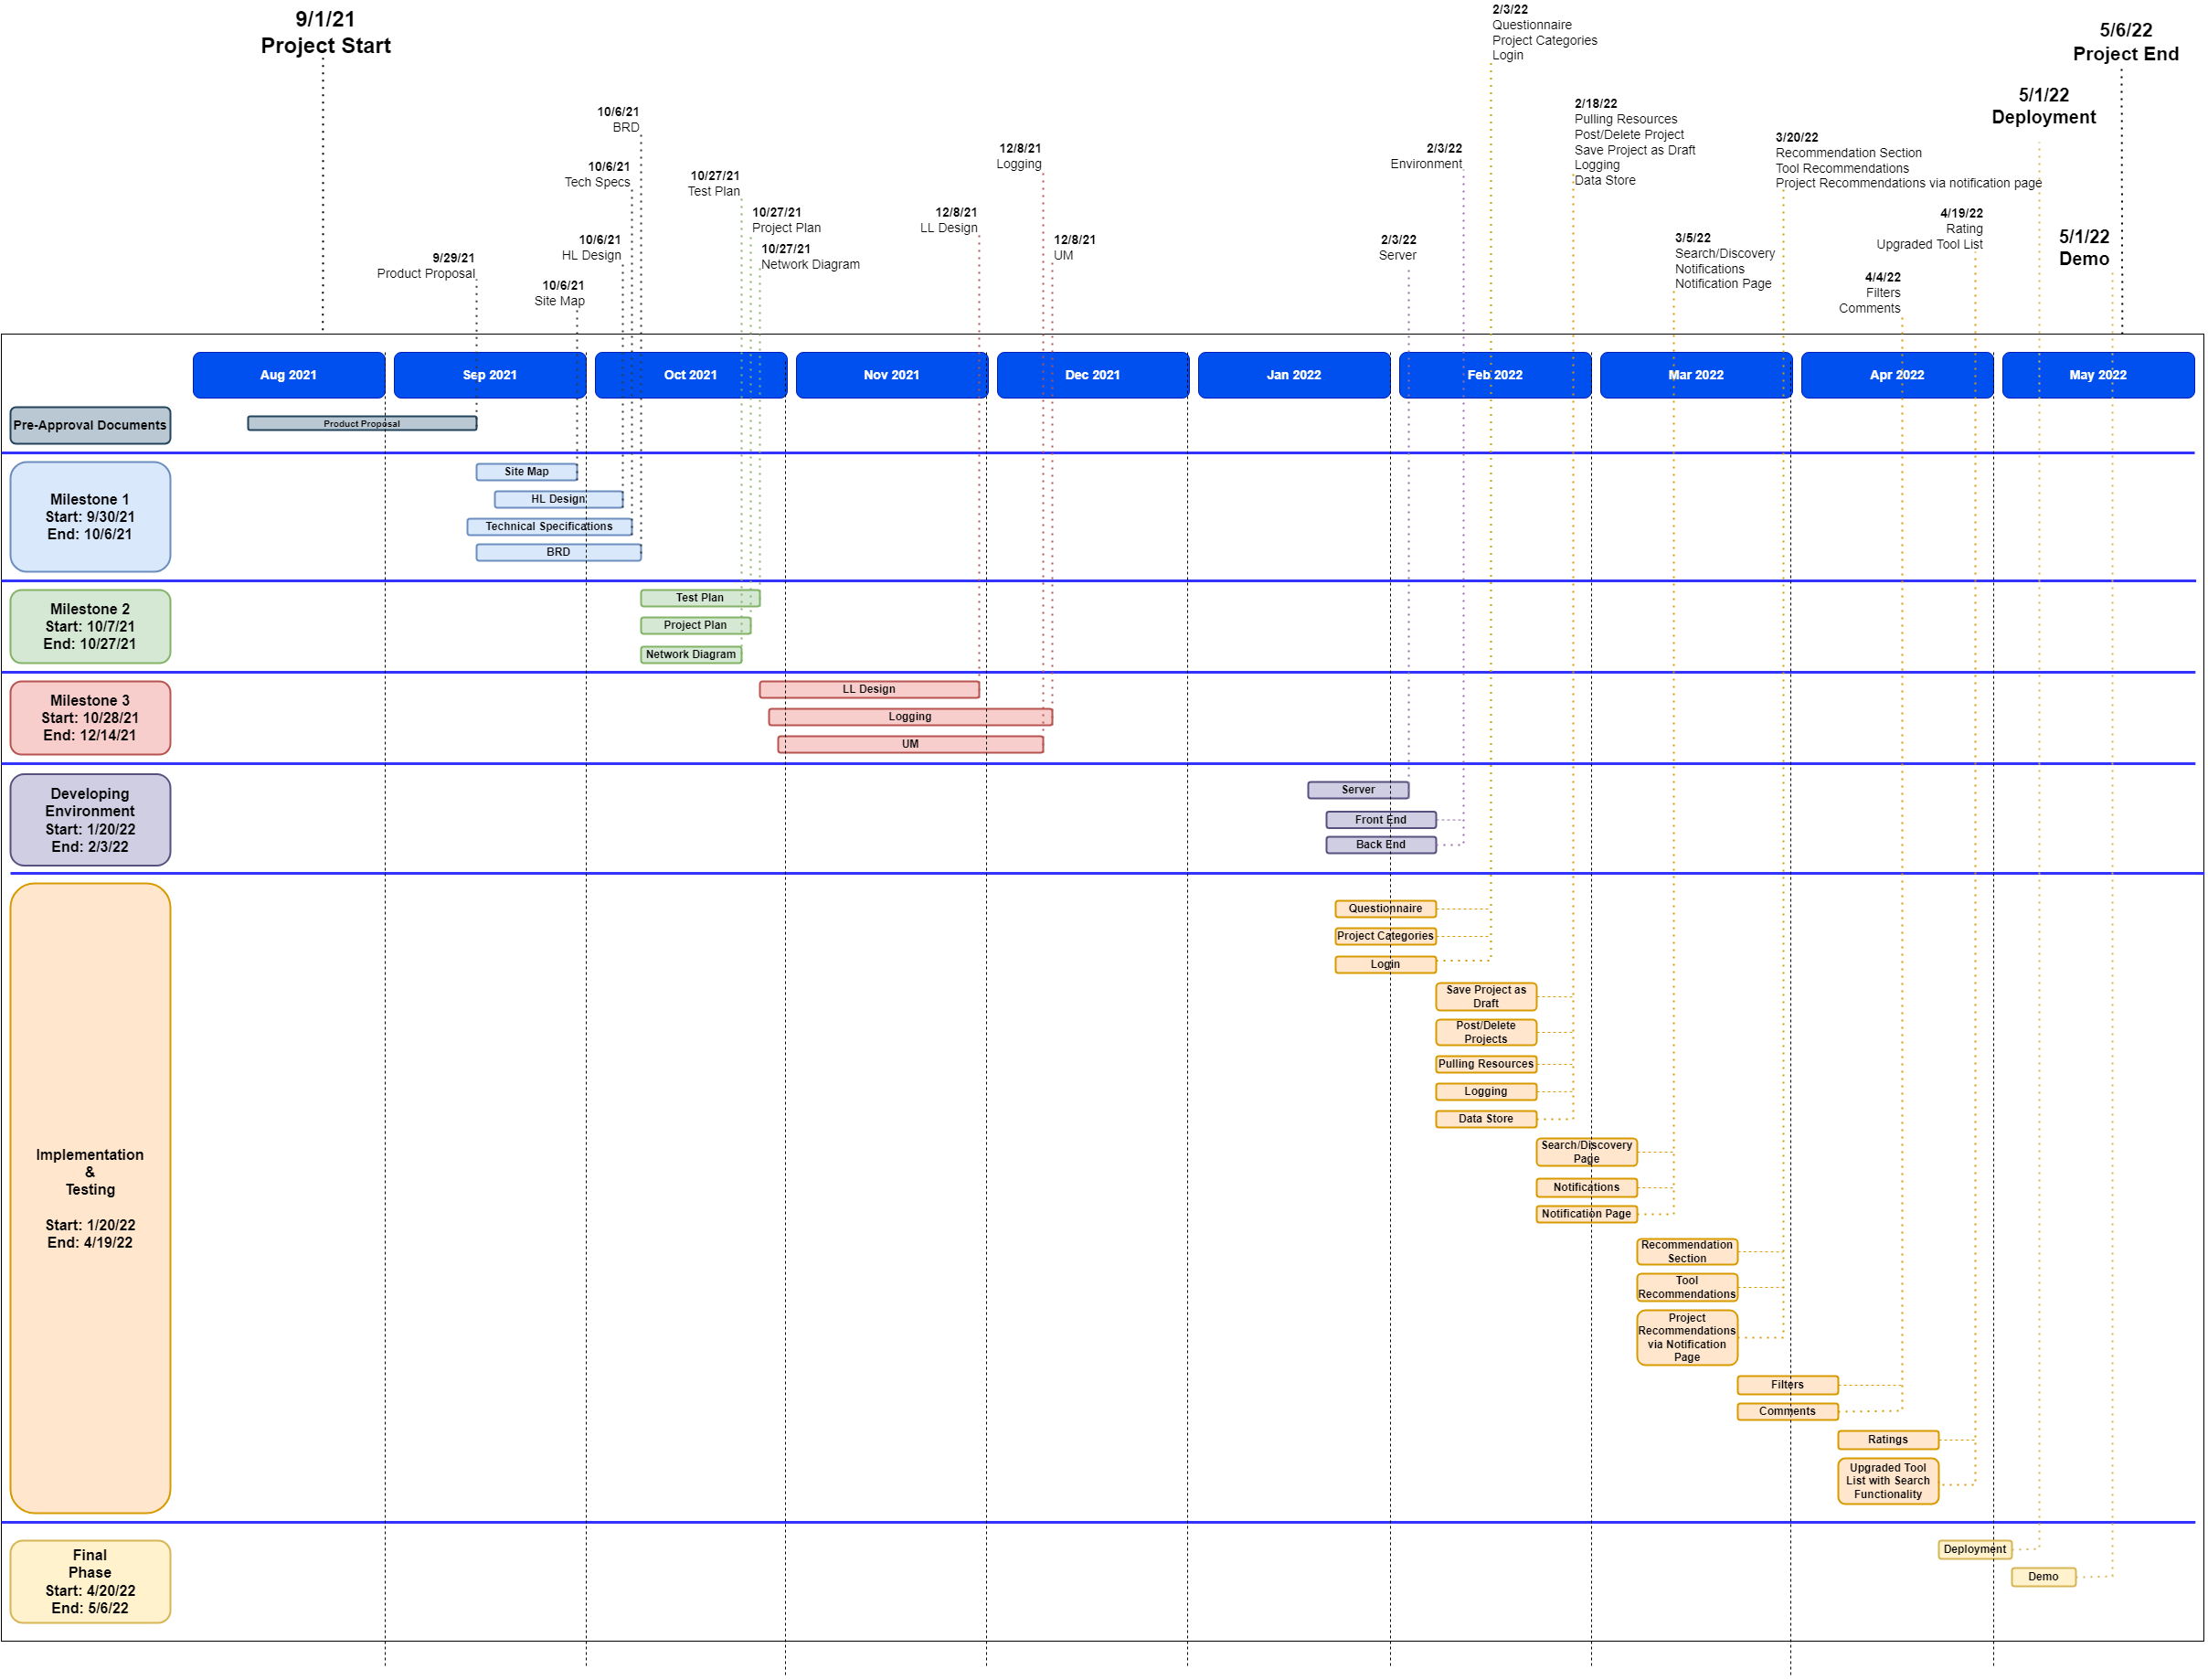 9/1/21
Project Start
10/6/21
BRD
10/6/21
Tech Specs
10/6/21
HL Design
9/29/21
Product Proposal
10/6/21
Site Map
10/27/21
Test Plan
10/27/21
Project Plan
10/27/21
Network Diagram
12/8/21
LL Design
12/8/21
Logging
12/8/21
UM
2/3/22
Server
2/3/22
Environment
2/3/22
Questionnaire
Project Categories
Login
2/18/22
Pulling Resources
Post/Delete Project
Save Project as Draft
Logging
Data Store
3/5/22
Search/Discovery
Notifications
Notification Page
3/20/22
Recommendation Section
Tool Recommendations
Project Recommendations via notification page
4/4/22
Filters
Comments
4/19/22
Rating
Upgraded Tool List
5/1/22
Deployment
5/1/22
Demo
5/6/22
Project End
Aug 2021
Sep 2021
Oct 2021
Nov 2021
Dec 2021
Jan 2022
Feb 2022
Mar 2022
Apr 2022
May 2022
Pre-Approval Documents
Product Proposal
Milestone 1
Start: 9/30/21
End: 10/6/21
Site Map
HL Design
Technical Specifications
BRD
Milestone 2
Start: 10/7/21
End: 10/27/21
Test Plan
Project Plan
Network Diagram
Milestone 3
Start: 10/28/21
End: 12/14/21
LL Design
Logging
UM
Developing
Environment
Start: 1/20/22
End: 2/3/22
Server
Front End
Back End
Implementation
&
Testing
Start: 1/20/22
End: 4/19/22
Questionnaire
Project Categories
Login
Save Project as
Draft
Post/Delete
Projects
Pulling Resources
Logging
Data Store
Search/Discovery
Page
Notifications
Notification Page
Recommendation
Section
Tool
Recommendations
Project
Recommendations
via Notification
Page
Filters
Comments
Ratings
Upgraded Tool
List with Search
Functionality
Final
Phase
Start: 4/20/22
End: 5/6/22
Deployment
Demo